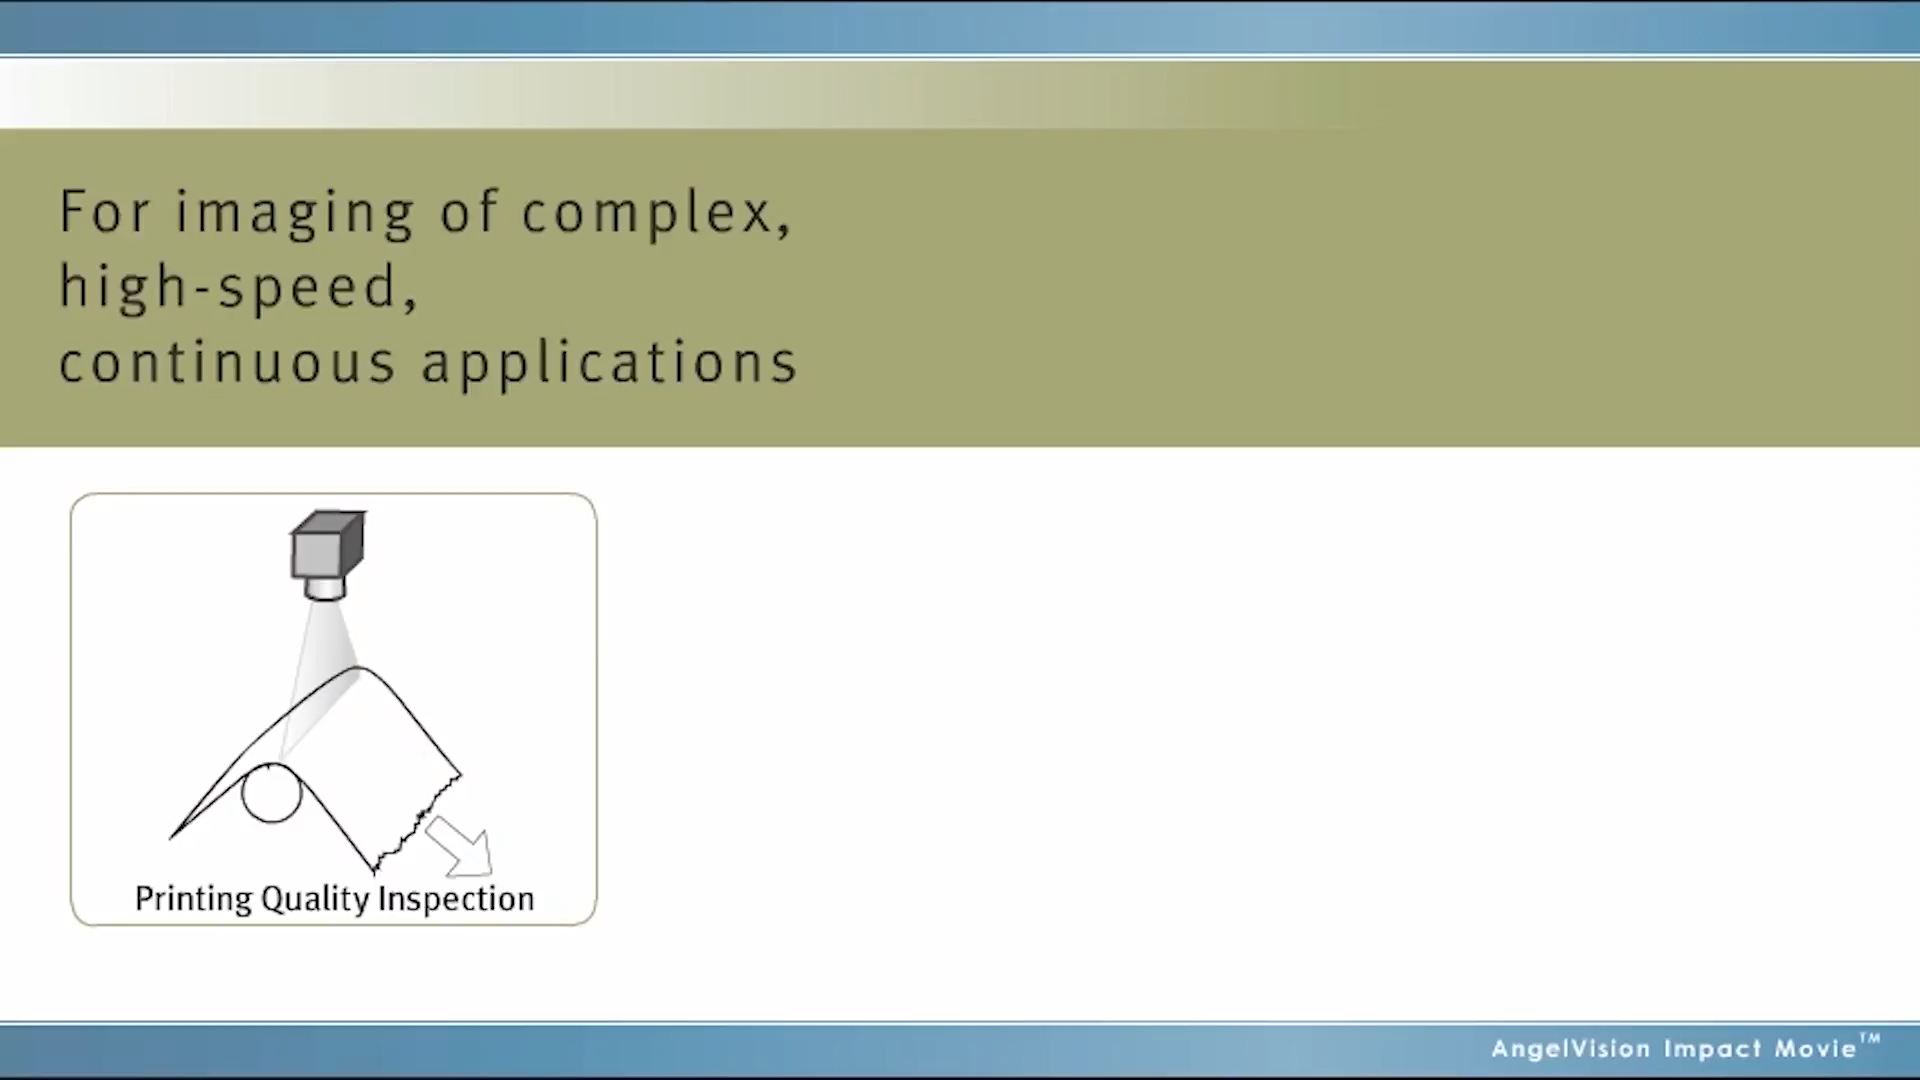 For imaging of complex,
high-speed,
continuous applications
Printing Quality Inspection
AngelVision Impact Movie™